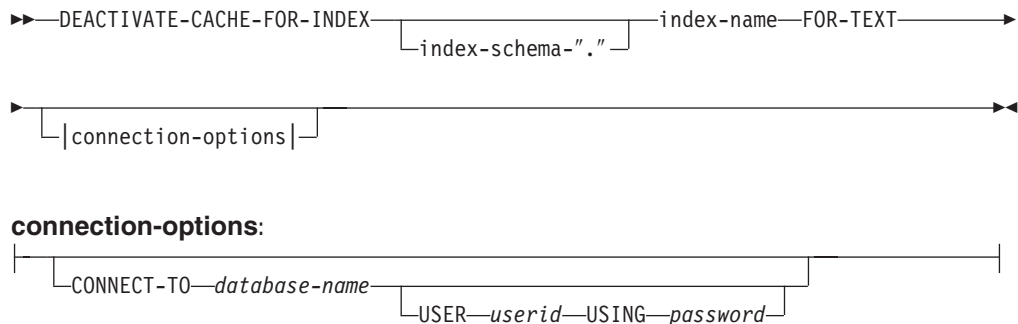 DEACTIVATE-CACHE-FOR-INDEX index-name FOR-TEXT
index-schema-"."
|connection-options|
connection-options:
CONNECT-TO database-name
USER userid USING password